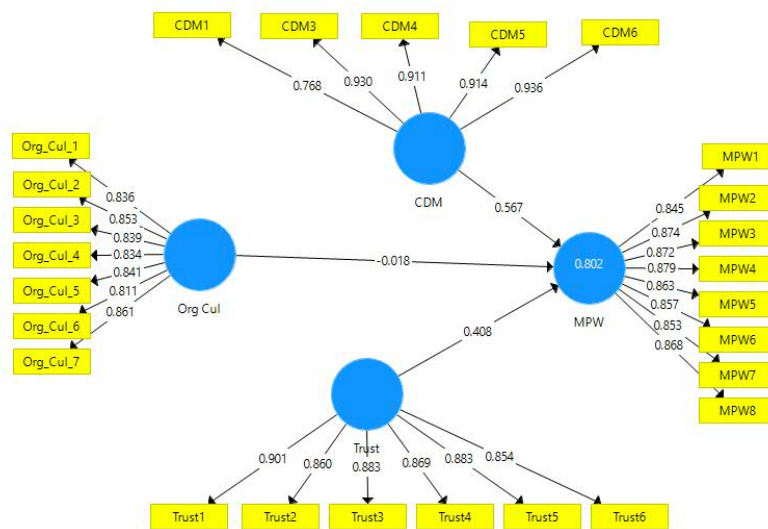 CDM1
CDM3
CDM4
CDM5
CDM6
0.768
0.930
0.911
0.914
0.936
CDM
Org_Cul_1
Org_Cul_2
Org_Cul_3
Org_Cul_4
Org_Cul_5
Org_Cul_6
Org_Cul_7
0.836
0.853
0.839
0.834
0.841
0.811
0.861
Org Cul
0.567
-0.018
0.408
0.802
MPW
0.845
0.874
0.872
0.879
0.863
0.857
0.853
0.868
MPW1
MPW2
MPW3
MPW4
MPW5
MPW6
MPW7
MPW8
Trust
0.901
0.860
0.883
0.869
0.883
0.854
Trust1
Trust2
Trust3
Trust4
Trust5
Trust6